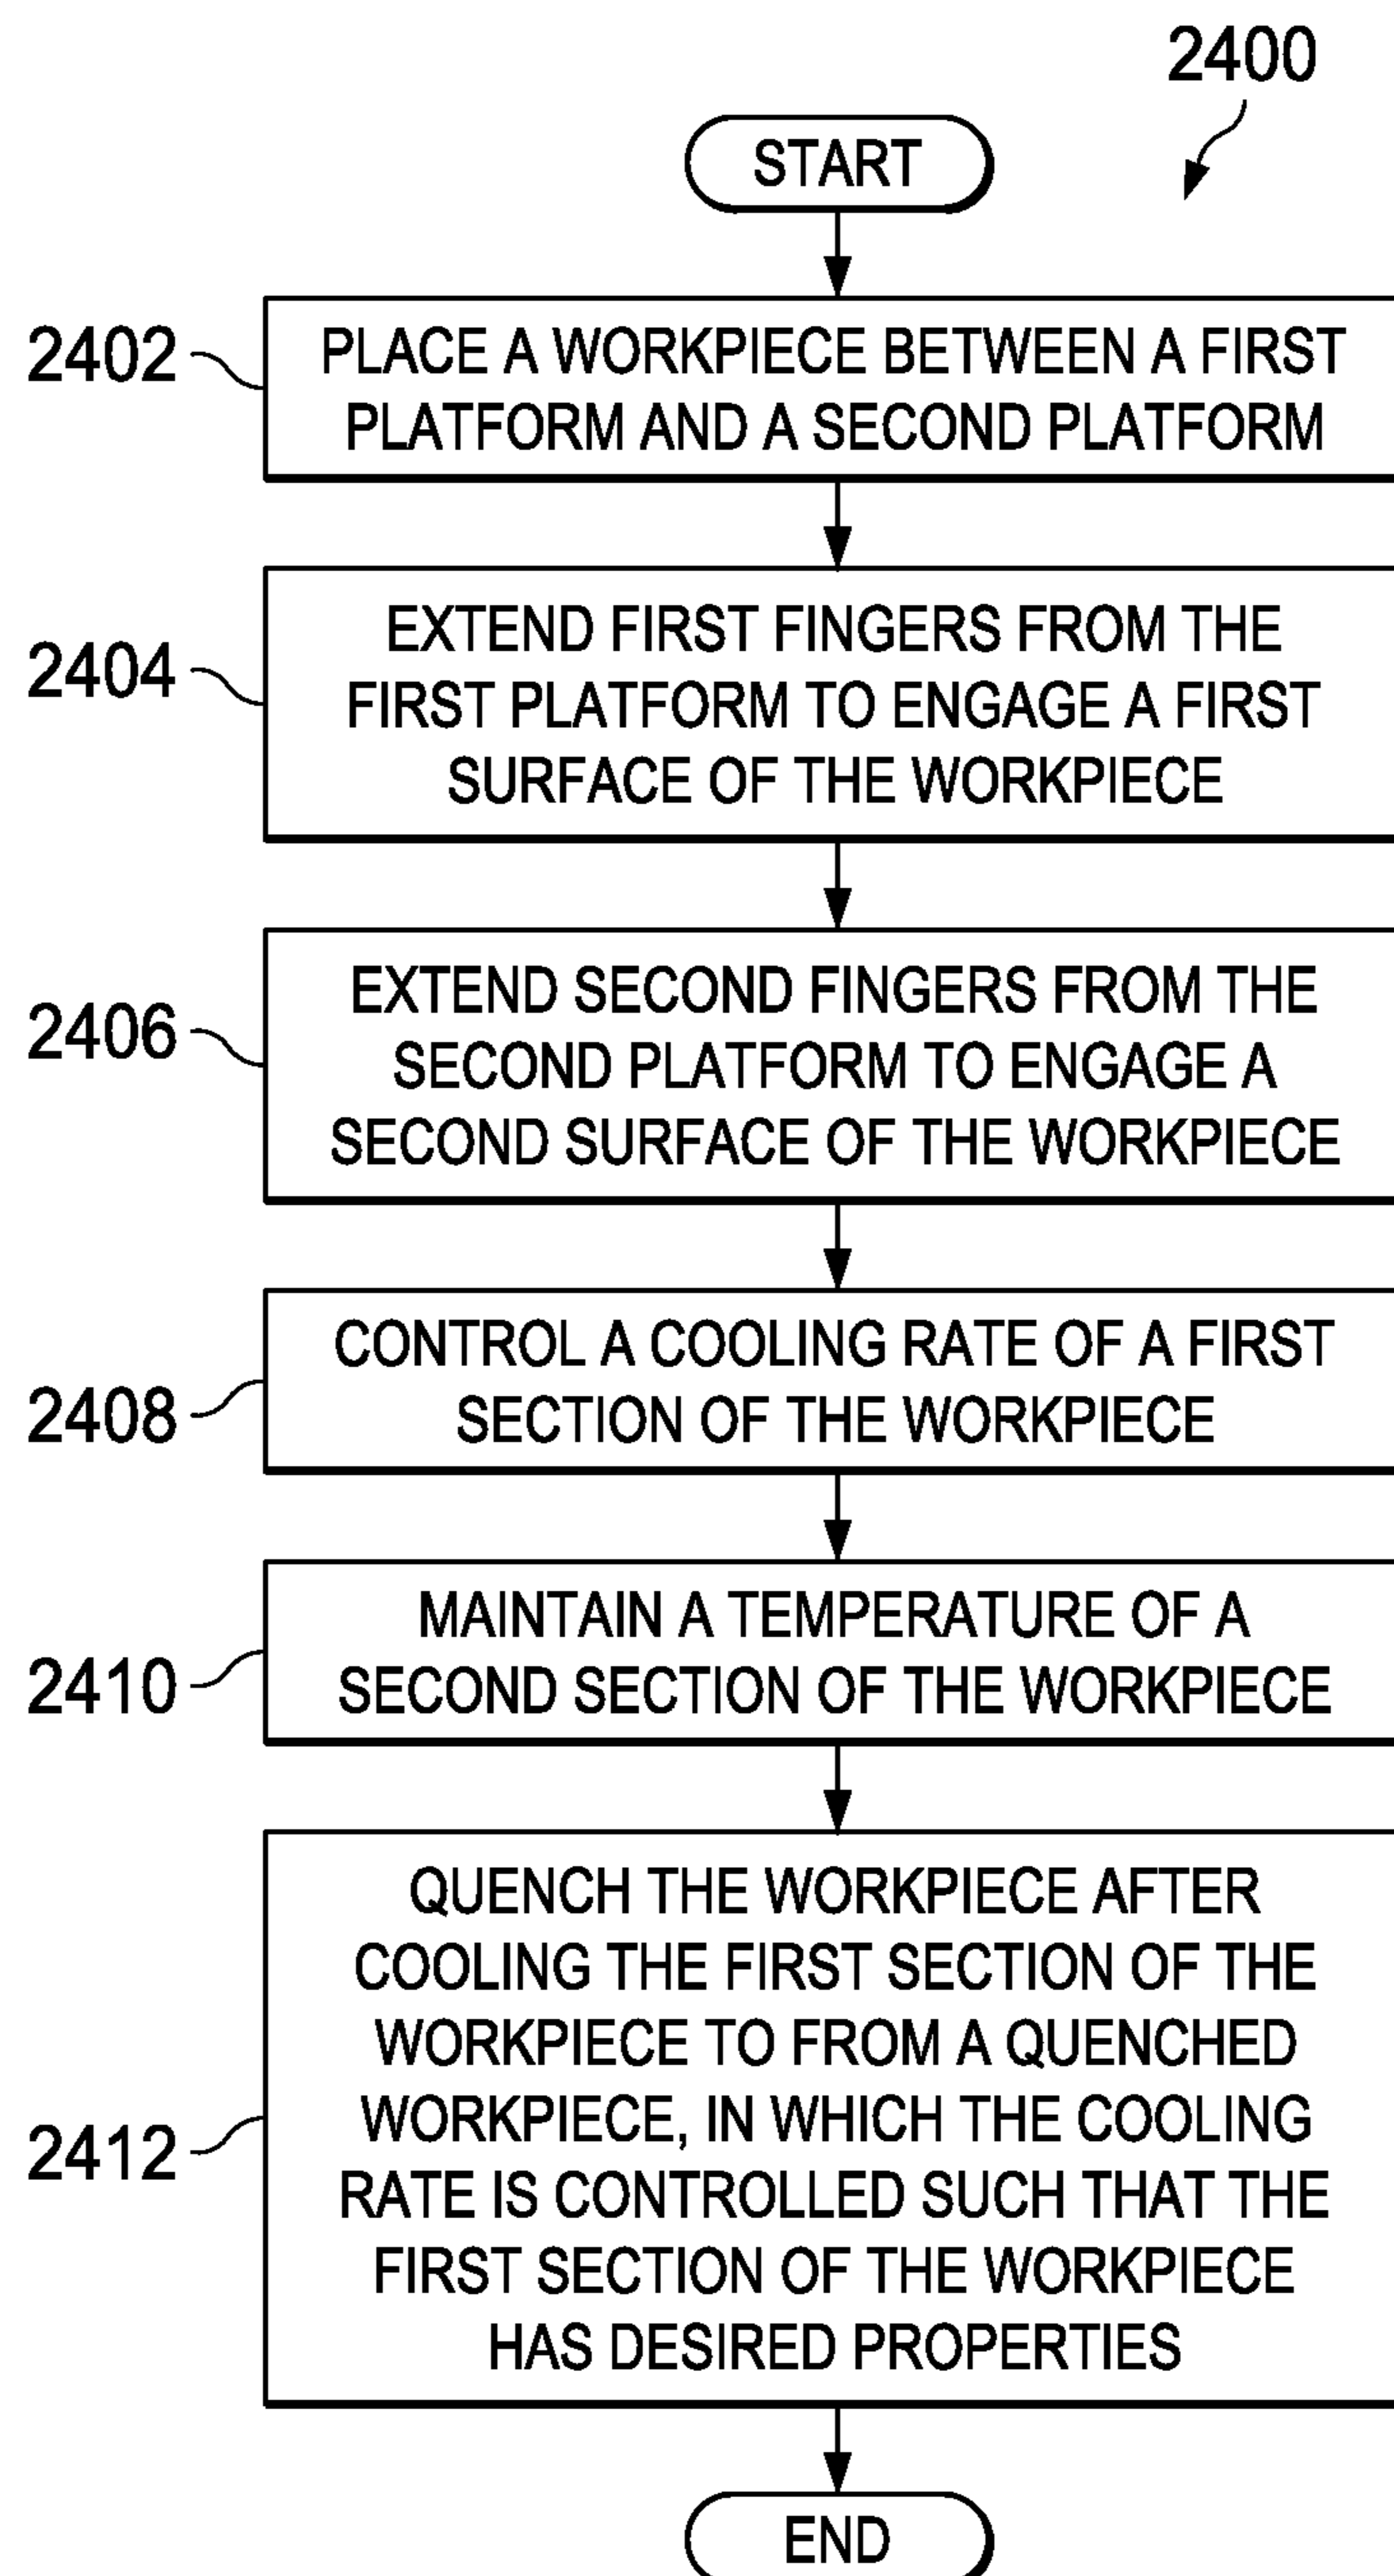 2400
START
2402
PLACE A WORKPIECE BETWEEN A FIRST
PLATFORM AND A SECOND PLATFORM
2404
EXTEND FIRST FINGERS FROM THE
FIRST PLATFORM TO ENGAGE A FIRST
SURFACE OF THE WORKPIECE
2406
EXTEND SECOND FINGERS FROM THE
SECOND PLATFORM TO ENGAGE A
SECOND SURFACE OF THE WORKPIECE
2408
CONTROL A COOLING RATE OF A FIRST
SECTION OF THE WORKPIECE
2410
MAINTAIN A TEMPERATURE OF A
SECOND SECTION OF THE WORKPIECE
2412
QUENCH THE WORKPIECE AFTER
COOLING THE FIRST SECTION OF THE
WORKPIECE TO FROM A QUENCHED
WORKPIECE, IN WHICH THE COOLING
RATE IS CONTROLLED SUCH THAT THE
FIRST SECTION OF THE WORKPIECE
HAS DESIRED PROPERTIES
END